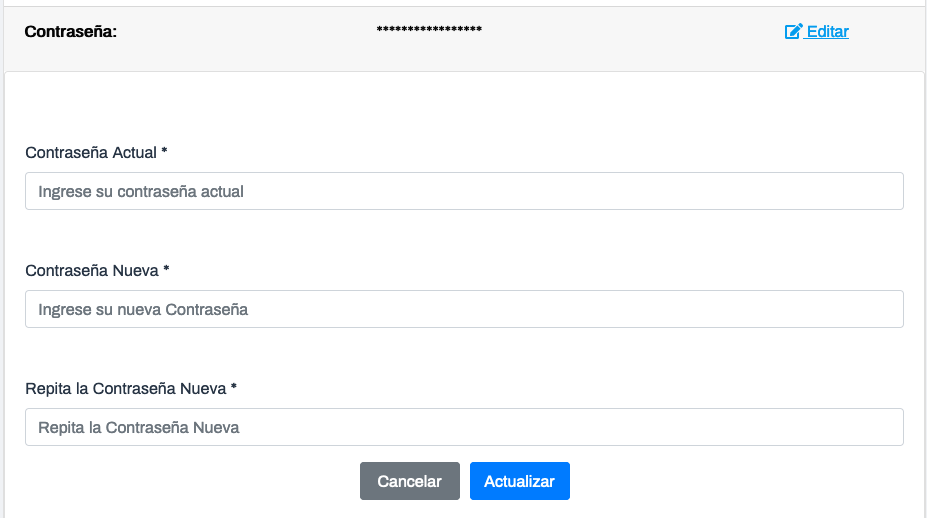 Contraseña: ***************** Editar
Contraseña Actual *
Ingrese su contraseña actual
Contraseña Nueva *
Ingrese su nueva Contraseña
Repita la Contraseña Nueva *
Repita la Contraseña Nueva
Cancelar Actualizar